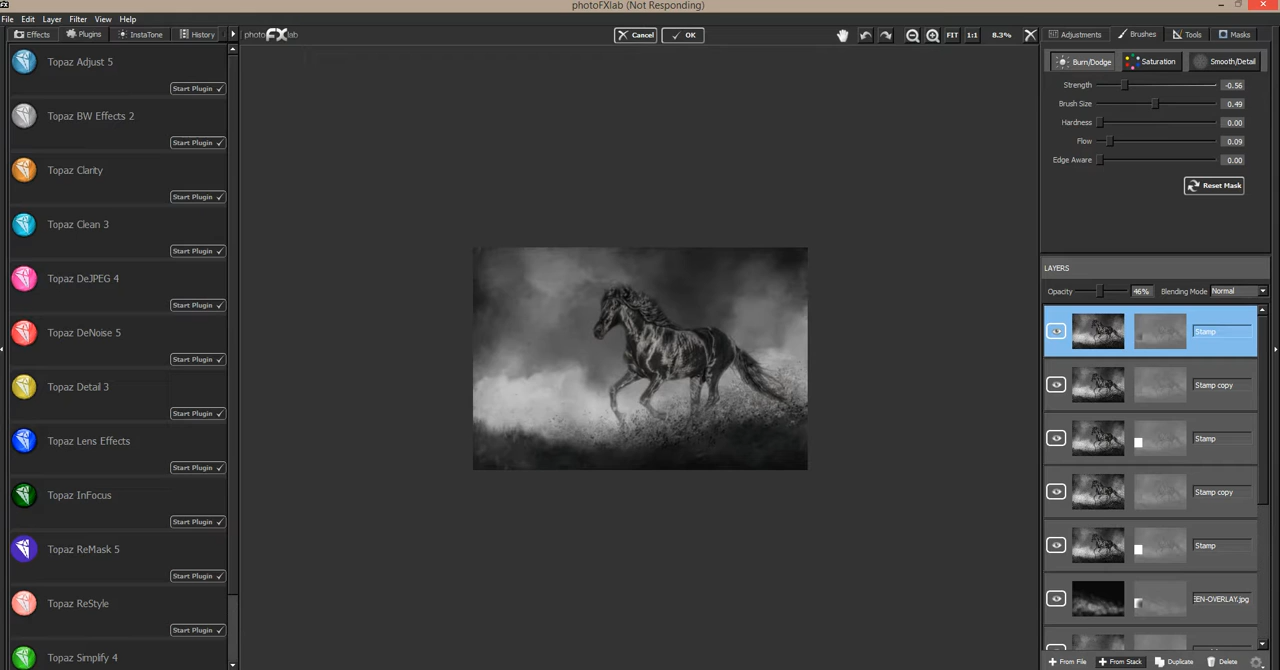 photoFXlab (Not Responding)
File Edit Layer Filter View Help
Effects Plugins InstaTone History
photo FX lab
Cancel OK
FIT 1:1 8.3%
Adjustments Brushes Tools Masks
Topaz Adjust 5
Start Plugin
Topaz BW Effects 2
Start Plugin
Topaz Clarity
Start Plugin
Topaz Clean 3
Start Plugin
Topaz DeJPEG 4
Start Plugin
Topaz DeNoise 5
Start Plugin
Topaz Detail 3
Start Plugin
Topaz Lens Effects
Start Plugin
Topaz InFocus
Start Plugin
Topaz ReMask 5
Start Plugin
Topaz ReStyle
Start Plugin
Topaz Simplify 4
Burn/Dodge Saturation Smooth/Detail
Strength -0.56
Brush Size 0.49
Hardness 0.00
Flow 0.09
Edge Aware 0.00
Reset Mask
LAYERS
Opacity 46% Blending Mode Normal
Stamp
Stamp copy
Stamp
Stamp copy
Stamp
EEN-OVERLAY.jpg
From File From Stack Duplicate Delete